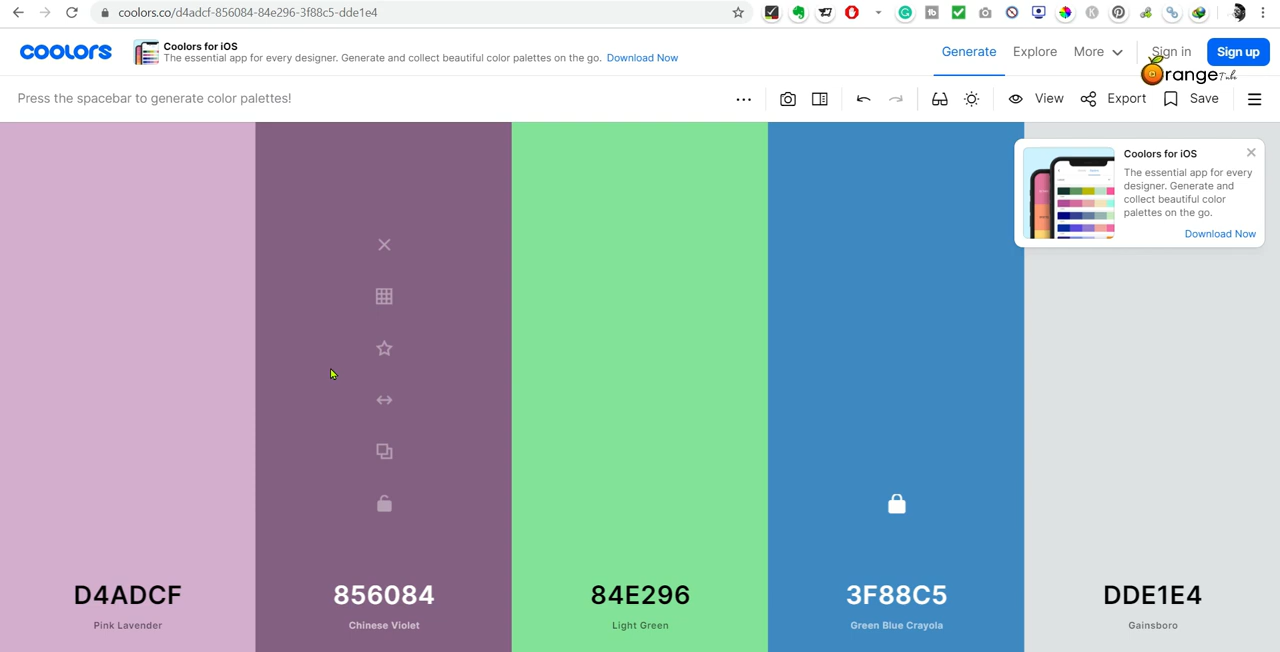 coolors.co/d4adcf-856084-84e296-3f88c5-dde1e4
coolors
Coolors for iOS
The essential app for every designer. Generate and collect beautiful color palettes on the go. Download Now
Generate
Explore
More
Sign in
Sign up
OrangeTube
Press the spacebar to generate color palettes!
View
Export
Save
Coolors for iOS
The essential app for every
designer. Generate and
collect beautiful color
palettes on the go.
Download Now
D4ADCF
856084
84E296
3F88C5
DDE1E4
Pink Lavender
Chinese Violet
Light Green
Green Blue Crayola
Gainsboro